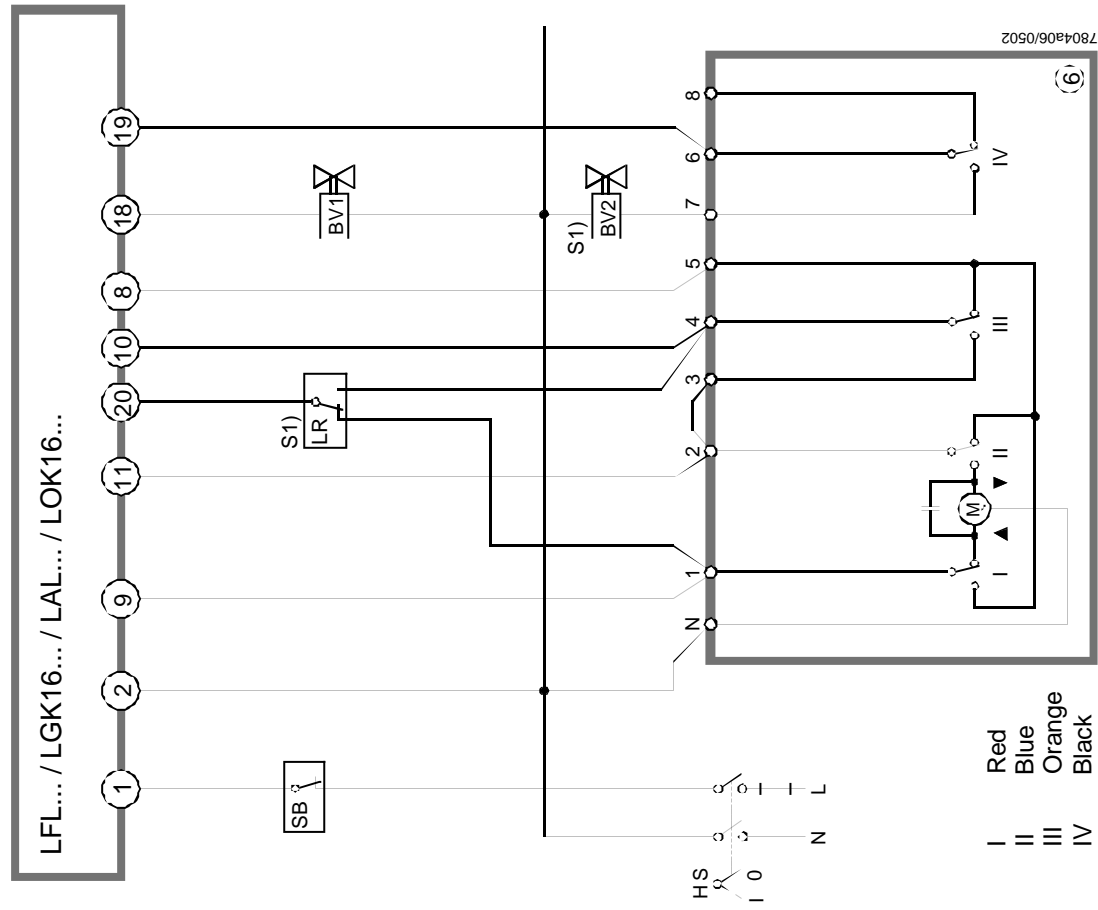 LFL... / LGK16... / LAL... / LOK16...
1
2
9
11
20
10
8
18
19
SB
S1)
LR
BV1
S1)
BV2
HS
I 0
N
L
N
1
2
3
4
5
7
6
8
I
M
II
III
IV
6
I Red
II Blue
III Orange
IV Black
7804a06/0502